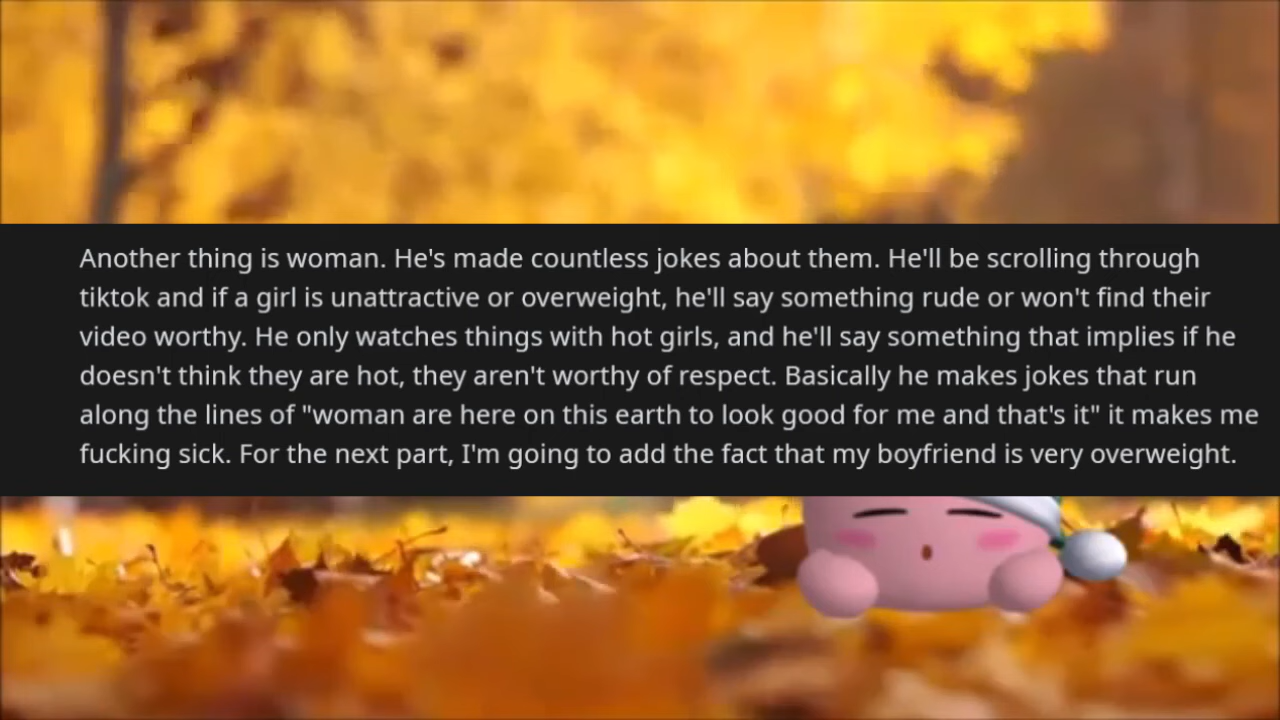 Another thing is woman. He's made countless jokes about them. He'll be scrolling through
tiktok and if a girl is unattractive or overweight, he'll say something rude or won't find their
video worthy. He only watches things with hot girls, and he'll say something that implies if he
doesn't think they are hot, they aren't worthy of respect. Basically he makes jokes that run
along the lines of "woman are here on this earth to look good for me and that's it" it makes me
fucking sick. For the next part, I'm going to add the fact that my boyfriend is very overweight.